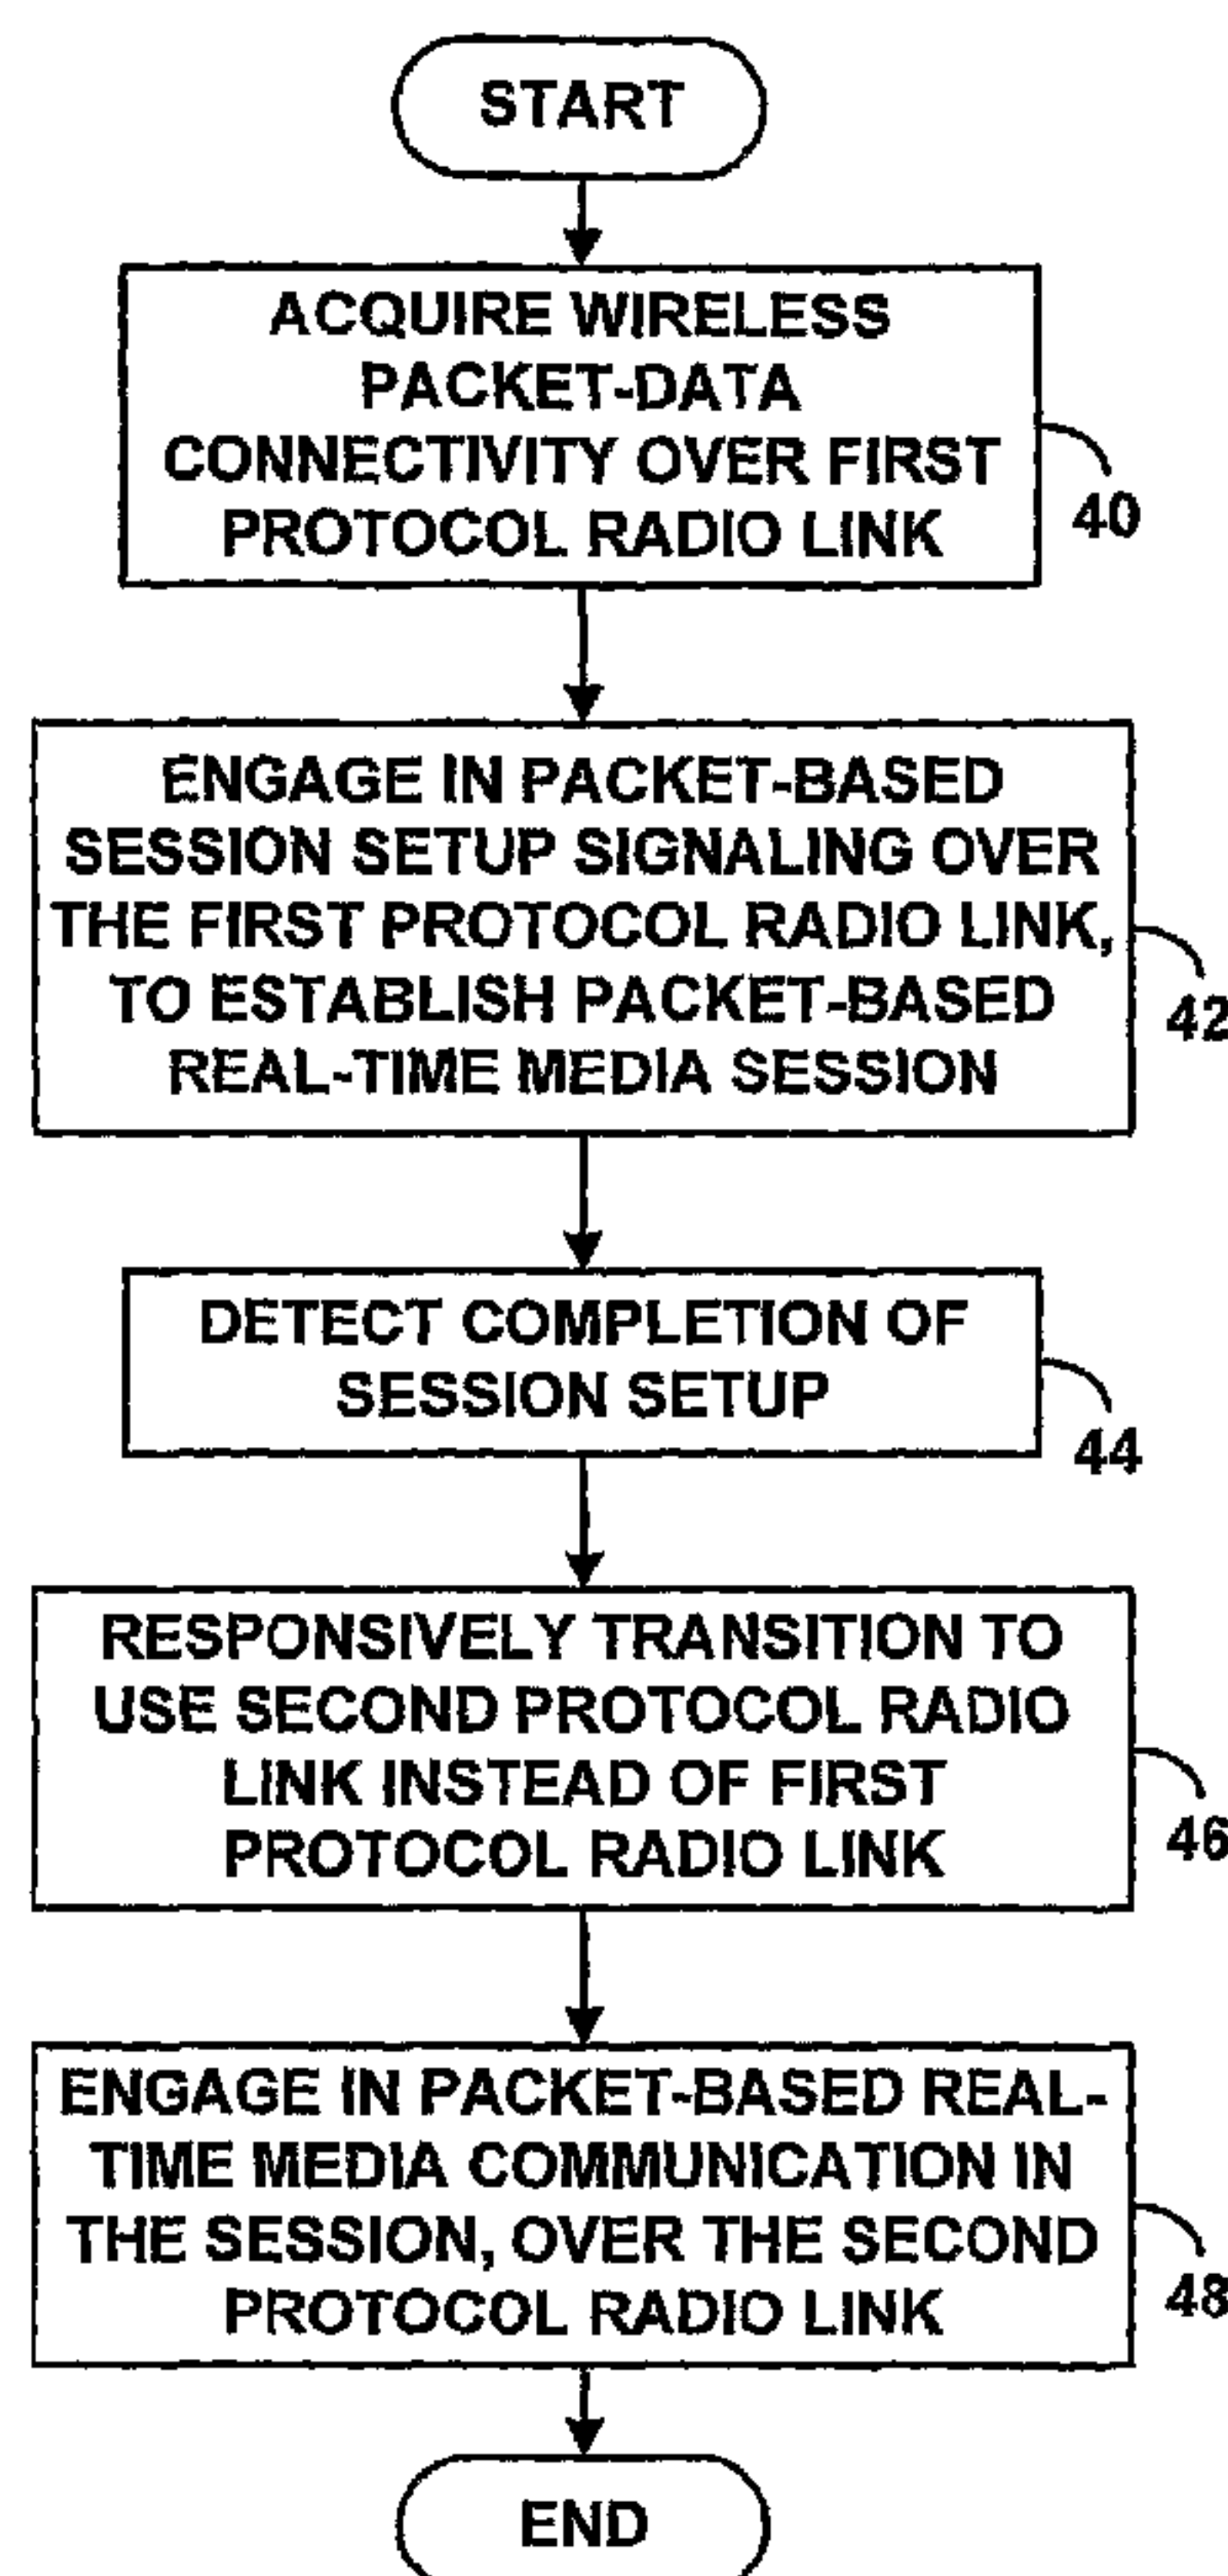 START
ACQUIRE WIRELESS
PACKET-DATA
CONNECTIVITY OVER FIRST
PROTOCOL RADIO LINK
40
ENGAGE IN PACKET-BASED
SESSION SETUP SIGNALING OVER
THE FIRST PROTOCOL RADIO LINK,
TO ESTABLISH PACKET-BASED
REAL-TIME MEDIA SESSION
42
DETECT COMPLETION OF
SESSION SETUP
44
RESPONSIVELY TRANSITION TO
USE SECOND PROTOCOL RADIO
LINK INSTEAD OF FIRST
PROTOCOL RADIO LINK
46
ENGAGE IN PACKET-BASED REAL-
TIME MEDIA COMMUNICATION IN
THE SESSION, OVER THE SECOND
PROTOCOL RADIO LINK
48
END